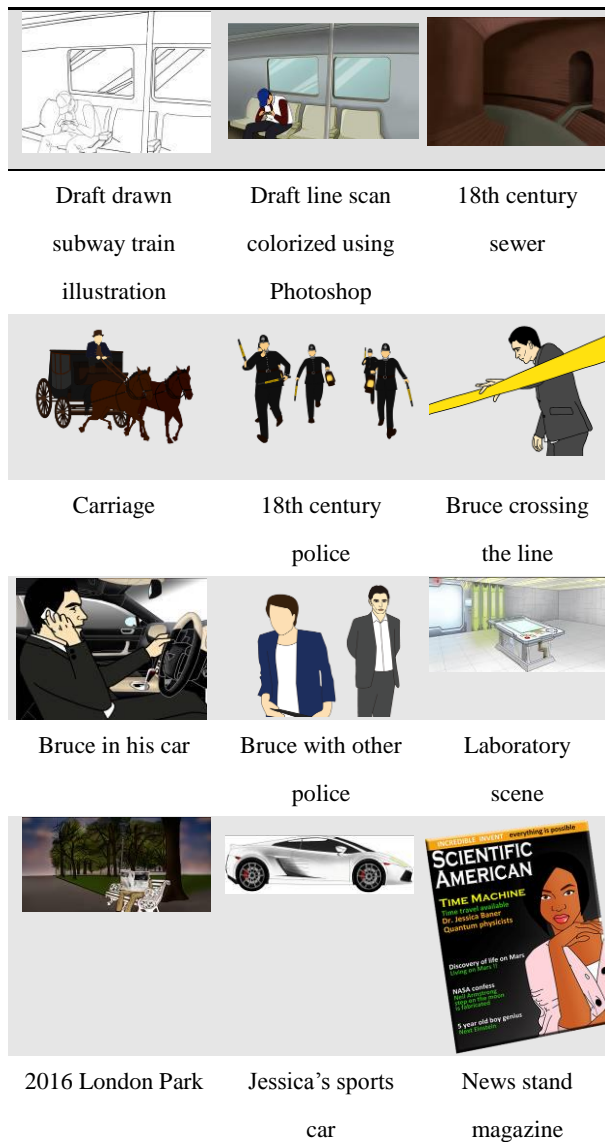 Draft drawn
subway train
illustration
Draft line scan
colorized using
Photoshop
18th century
sewer
Carriage
18th century
police
Bruce crossing
the line
Bruce in his car
Bruce with other
police
Laboratory
scene
INCREDIBLE INVENT everything is possible
SCIENTIFIC
AMERICAN
TIME MACHINE
Time travel available
Dr. Jessica Baner
Quantum physicists
Discovery of life on Mars
Living on Mars !!
NASA confess
Neil Armstrong
step on the moon
is fabricated
5 year old boy genius
Next Einstein
2016 London Park
Jessica’s sports
car
News stand
magazine